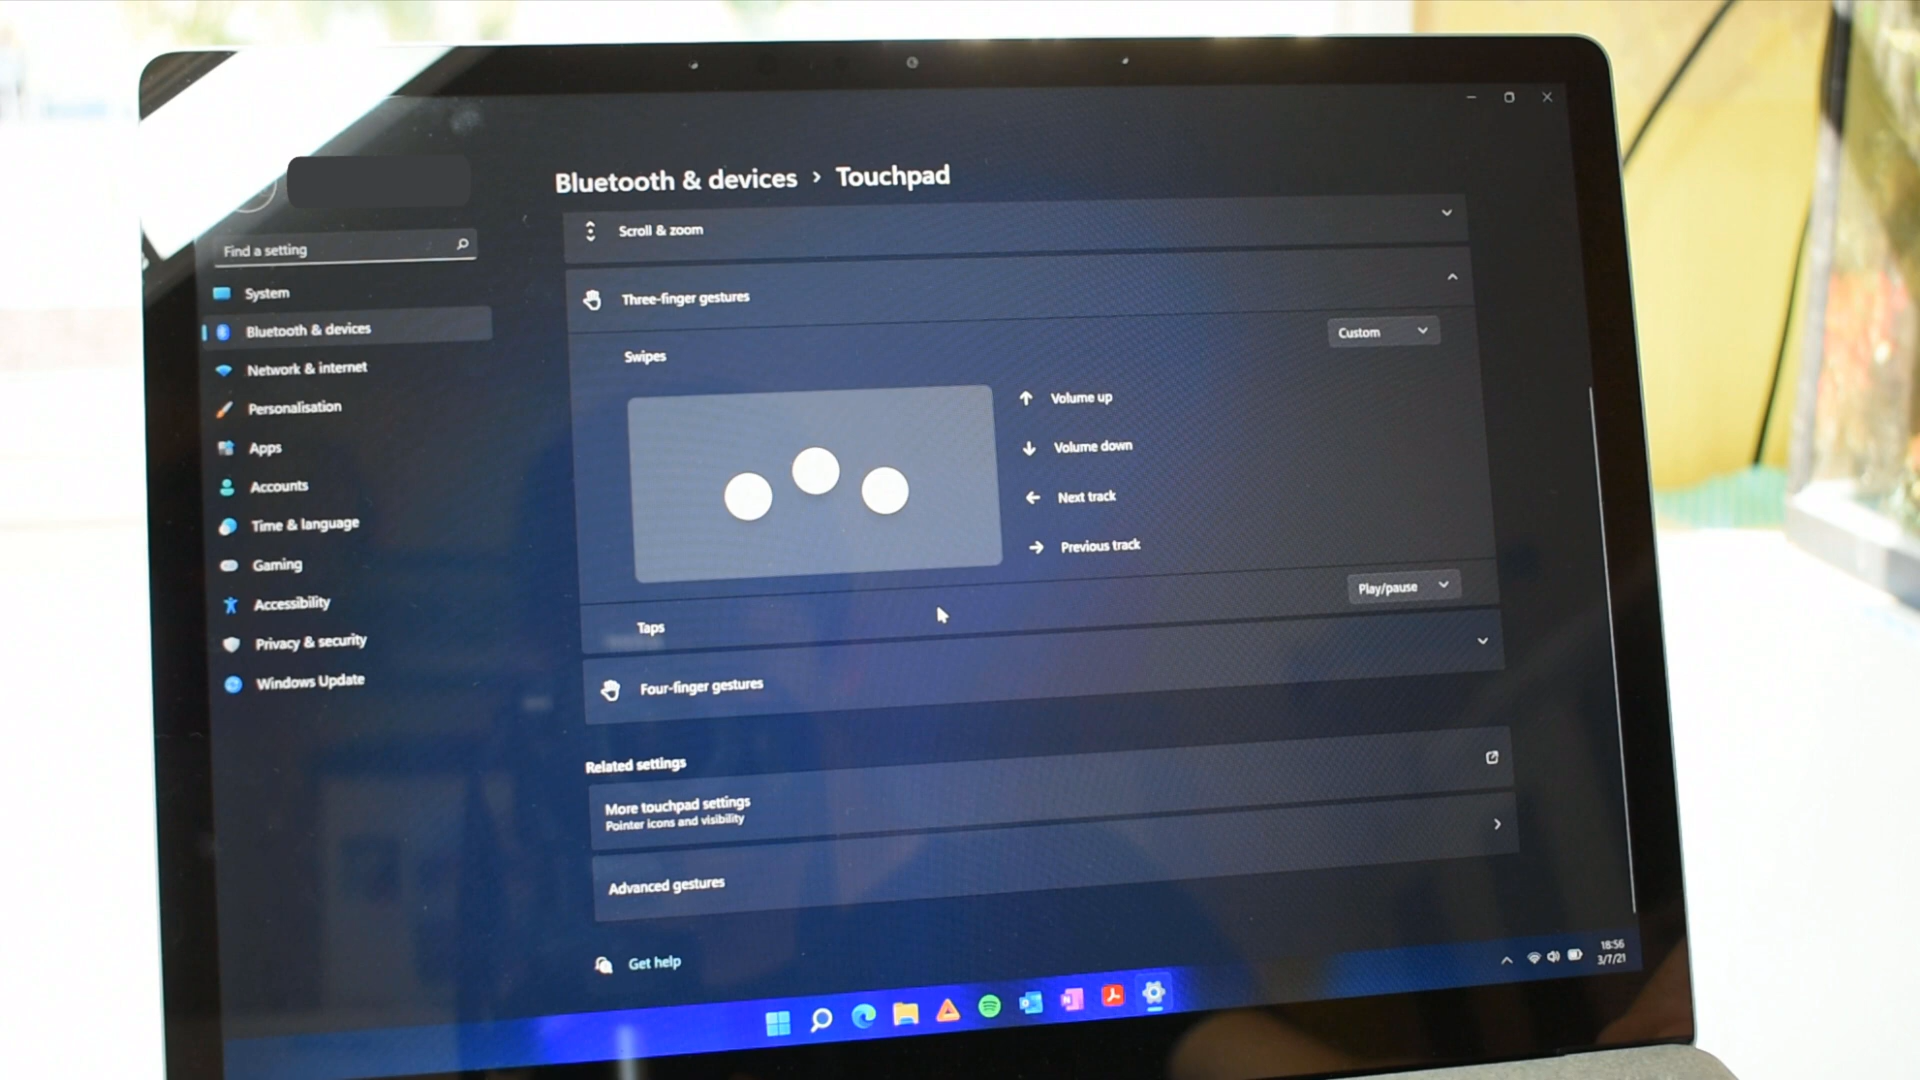 Bluetooth & devices › Touchpad
Find a setting
System
Bluetooth & devices
Network & internet
Personalisation
Apps
Accounts
Time & language
Gaming
Accessibility
Privacy & security
Windows Update
Scroll & zoom
Three-finger gestures
Swipes
Custom
Volume up
Volume down
Next track
Previous track
Taps
Play/pause
Four-finger gestures
Related settings
More touchpad settings
Pointer icons and visibility
Advanced gestures
Get help
18:56
3/7/21